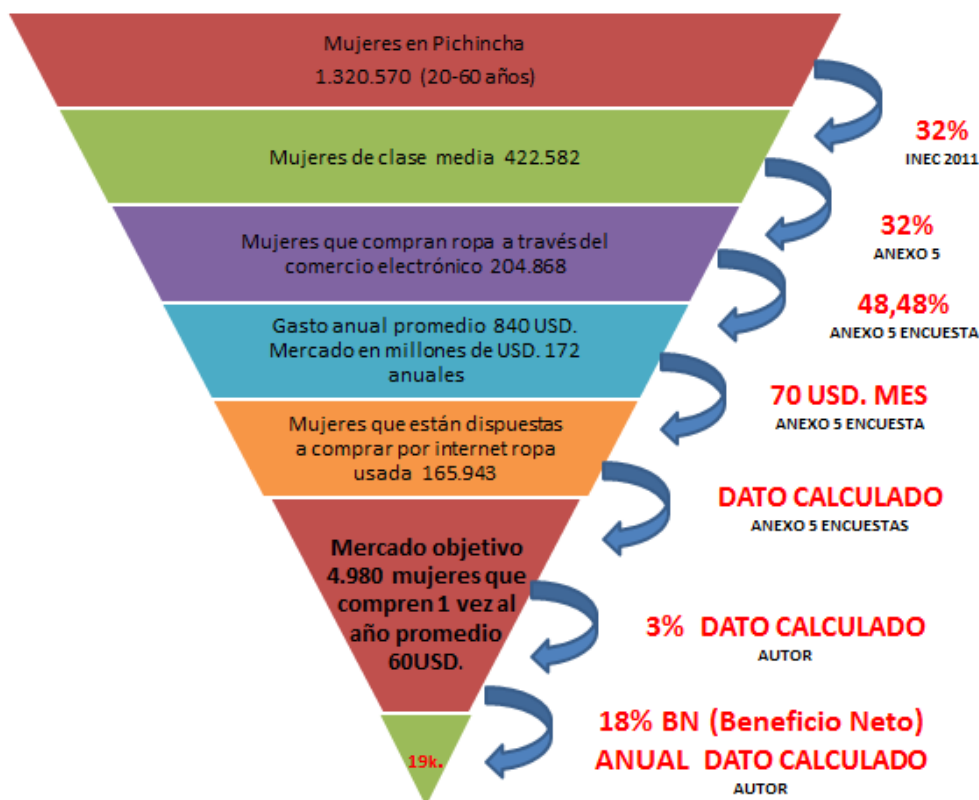 Mujeres en Pichincha
1.320.570 (20-60 años)
32%
INEC 2011
Mujeres de clase media 422.582
32%
ANEXO 5
Mujeres que compran ropa a través del
comercio electrónico 204.868
48,48%
ANEXO 5 ENCUESTA
Gasto anual promedio 840 USD.
Mercado en millones de USD. 172
anuales
70 USD. MES
ANEXO 5 ENCUESTA
Mujeres que están dispuestas
a comprar por internet ropa
usada 165.943
DATO CALCULADO
ANEXO 5 ENCUESTAS
Mercado objetivo
4.980 mujeres que
compren 1 vez al
año promedio
60USD.
3% DATO CALCULADO
AUTOR
18% BN (Beneficio Neto)
ANUAL DATO CALCULADO
AUTOR
19k.